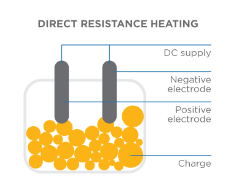 DIRECT RESISTANCE HEATING
DC supply
Negative
electrode
Positive
electrode
Charge